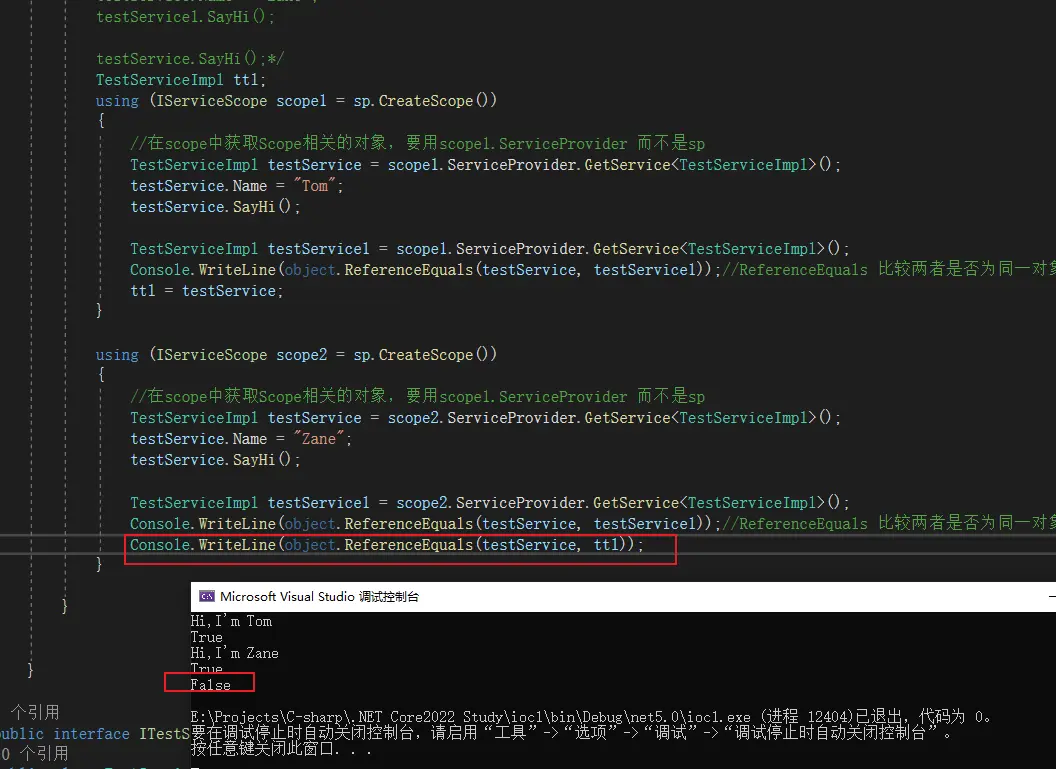 testService1.SayHi();
testService.SayHi();*/
TestServiceImpl tt1;
using (IServiceScope scope1 = sp.CreateScope())
{
//在scope中获取Scope相关的对象，要用scope1.ServiceProvider 而不是sp
TestServiceImpl testService = scope1.ServiceProvider.GetService<TestServiceImpl>();
testService.Name = "Tom";
testService.SayHi();
TestServiceImpl testService1 = scope1.ServiceProvider.GetService<TestServiceImpl>();
Console.WriteLine(object.ReferenceEquals(testService, testService1));//ReferenceEquals 比较两者是否为同一对象
tt1 = testService;
}
using (IServiceScope scope2 = sp.CreateScope())
{
//在scope中获取Scope相关的对象，要用scope1.ServiceProvider 而不是sp
TestServiceImpl testService = scope2.ServiceProvider.GetService<TestServiceImpl>();
testService.Name = "Zane";
testService.SayHi();
TestServiceImpl testService1 = scope2.ServiceProvider.GetService<TestServiceImpl>();
Console.WriteLine(object.ReferenceEquals(testService, testService1));//ReferenceEquals 比较两者是否为同一对象
Console.WriteLine(object.ReferenceEquals(testService, tt1));
}
}
}
个引用
ublic interface ITestS
0 个引用
Microsoft Visual Studio 调试控制台
Hi,I'm Tom
True
Hi,I'm Zane
True
False
E:\Projects\C-sharp\.NET Core2022 Study\ioc1\bin\Debug\net5.0\ioc1.exe (进程 12404)已退出，代码为 0。
要在调试停止时自动关闭控制台，请启用“工具”->“选项”->“调试”->“调试停止时自动关闭控制台”。
按任意键关闭此窗口. . .